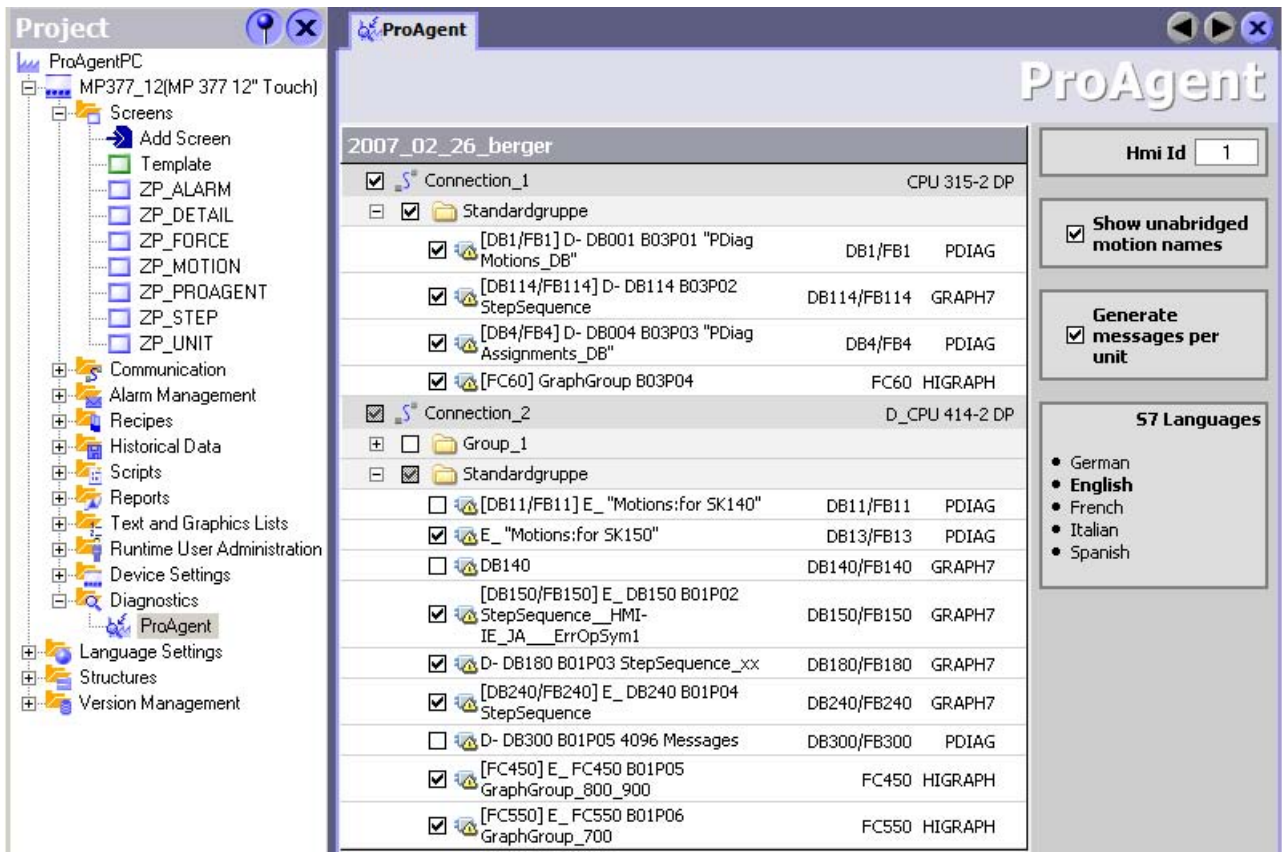 Project
ProAgentPC
MP377_12(MP 377 12" Touch)
Screens
Add Screen
Template
ZP_ALARM
ZP_DETAIL
ZP_FORCE
ZP_MOTION
ZP_PROAGENT
ZP_STEP
ZP_UNIT
Communication
Alarm Management
Recipes
Historical Data
Scripts
Reports
Text and Graphics Lists
Runtime User Administration
Device Settings
Diagnostics
ProAgent
Language Settings
Structures
Version Management
ProAgent
ProAgent
2007_02_26_berger
Connection_1 CPU 315-2 DP
Standardgruppe
[DB1/FB1] D- DB001 B03P01 "PDiag
Motions_DB" DB1/FB1 PDIAG
[DB114/FB114] D- DB114 B03P02
StepSequence DB114/FB114 GRAPH7
[DB4/FB4] D- DB004 B03P03 "PDiag
Assignments_DB" DB4/FB4 PDIAG
[FC60] GraphGroup B03P04 FC60 HIGRAPH
Connection_2 D_CPU 414-2 DP
Group_1
Standardgruppe
[DB11/FB11] E_ "Motions:for SK140" DB11/FB11 PDIAG
E_ "Motions:for SK150" DB13/FB13 PDIAG
DB140 DB140/FB140 GRAPH7
[DB150/FB150] E_ DB150 B01P02
StepSequence__HMI-
IE_JA___ErrOpSym1 DB150/FB150 GRAPH7
D- DB180 B01P03 StepSequence_xx DB180/FB180 GRAPH7
[DB240/FB240] E_ DB240 B01P04
StepSequence DB240/FB240 GRAPH7
D- DB300 B01P05 4096 Messages DB300/FB300 PDIAG
[FC450] E_ FC450 B01P05
GraphGroup_800_900 FC450 HIGRAPH
[FC550] E_ FC550 B01P06
GraphGroup_700 FC550 HIGRAPH
Hmi Id 1
Show unabridged
motion names
Generate
messages per
unit
S7 Languages
German
English
French
Italian
Spanish